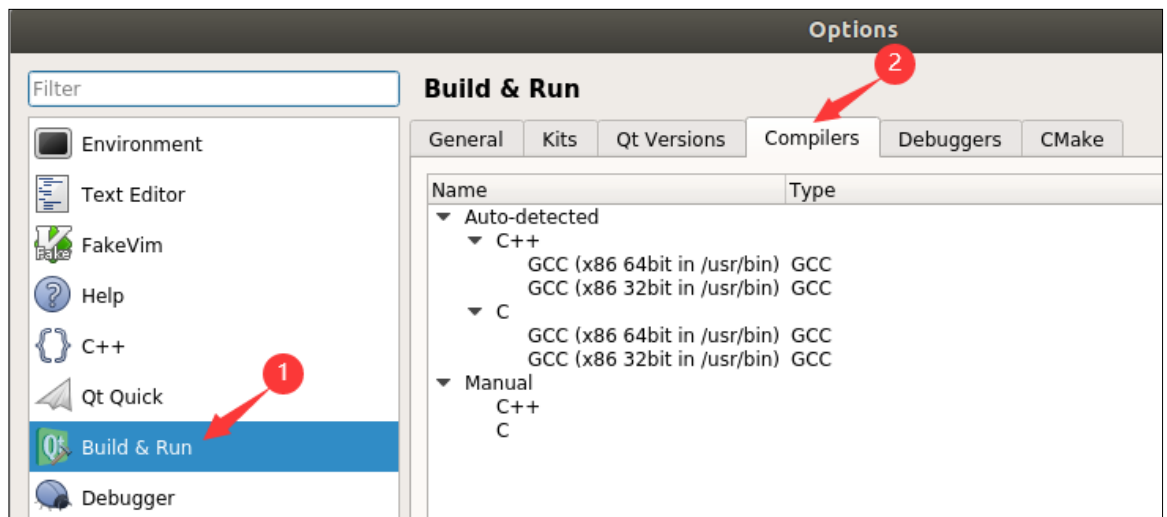 Options
2
Filter
Build & Run
General Kits Qt Versions Compilers Debuggers CMake
Environment
Text Editor
FakeVim
Help
C++
Qt Quick
1
Build & Run
Debugger
Name Type
Auto-detected
C++
GCC (x86 64bit in /usr/bin) GCC
GCC (x86 32bit in /usr/bin) GCC
C
GCC (x86 64bit in /usr/bin) GCC
GCC (x86 32bit in /usr/bin) GCC
Manual
C++
C
Fake
Qt